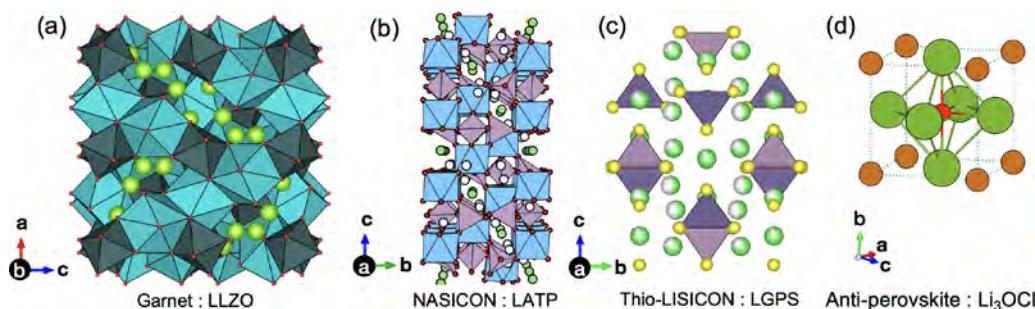 (a)
a
b
c
Garnet : LLZO
(b)
c
a
b
NASICON : LATP
(c)
c
a
b
Thio-LISICON : LGPS
(d)
b
a
c
Anti-perovskite : Li₃OCl